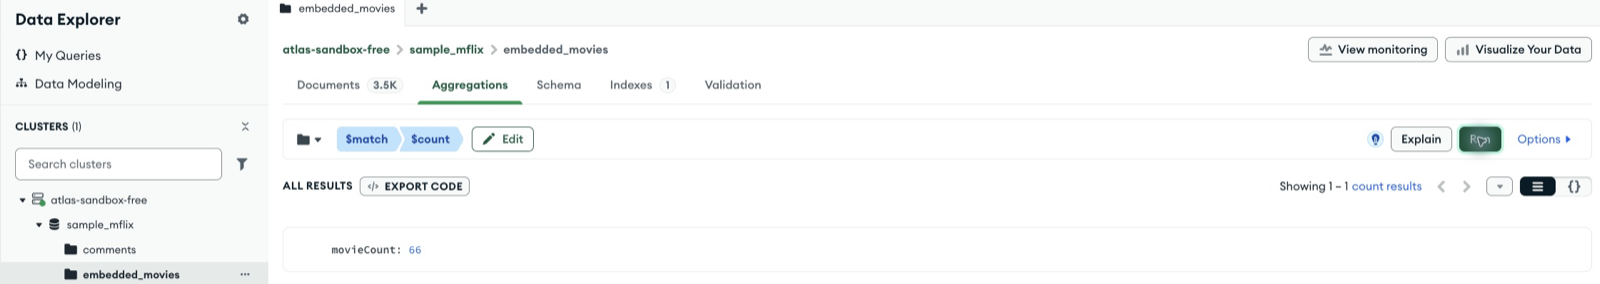 Data Explorer
My Queries
Data Modeling
CLUSTERS (1)
Search clusters
atlas-sandbox-free
sample_mflix
comments
embedded_movies
embedded_movies
atlas-sandbox-free > sample_mflix > embedded_movies
View monitoring
Visualize Your Data
Documents 3.5K Aggregations Schema Indexes 1 Validation
$match $count Edit Explain Run Options
ALL RESULTS </> EXPORT CODE Showing 1 – 1 count results
movieCount: 66